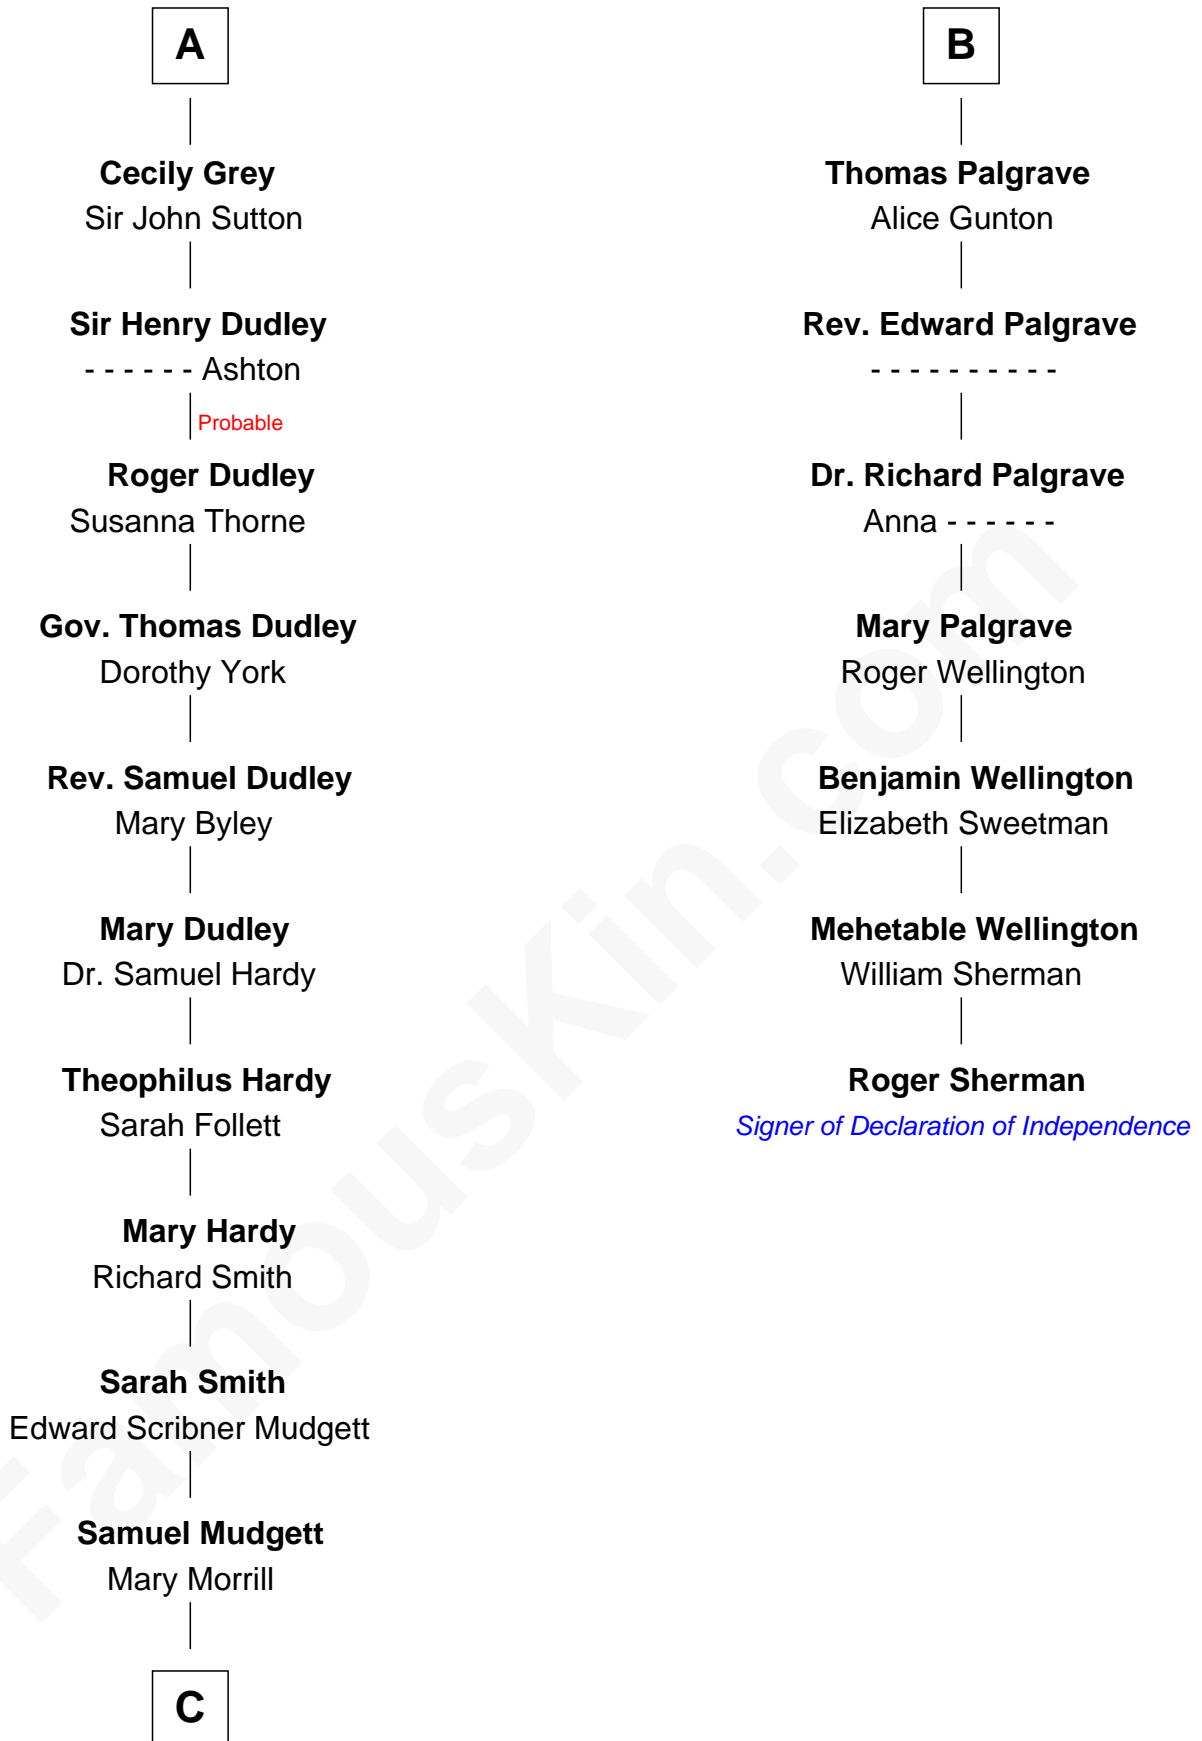 A
Cecily Grey
Sir John Sutton
Sir Henry Dudley
- - - - - - Ashton
Probable
Roger Dudley
Susanna Thorne
Gov. Thomas Dudley
Dorothy York
Rev. Samuel Dudley
Mary Byley
Mary Dudley
Dr. Samuel Hardy
Theophilus Hardy
Sarah Follett
Mary Hardy
Richard Smith
Sarah Smith
Edward Scribner Mudgett
Samuel Mudgett
Mary Morrill
C
B
Thomas Palgrave
Alice Gunton
Rev. Edward Palgrave
- - - - - - - - - -
Dr. Richard Palgrave
Anna - - - - - -
Mary Palgrave
Roger Wellington
Benjamin Wellington
Elizabeth Sweetman
Mehetable Wellington
William Sherman
Roger Sherman
Signer of Declaration of Independence
FamousKin.com